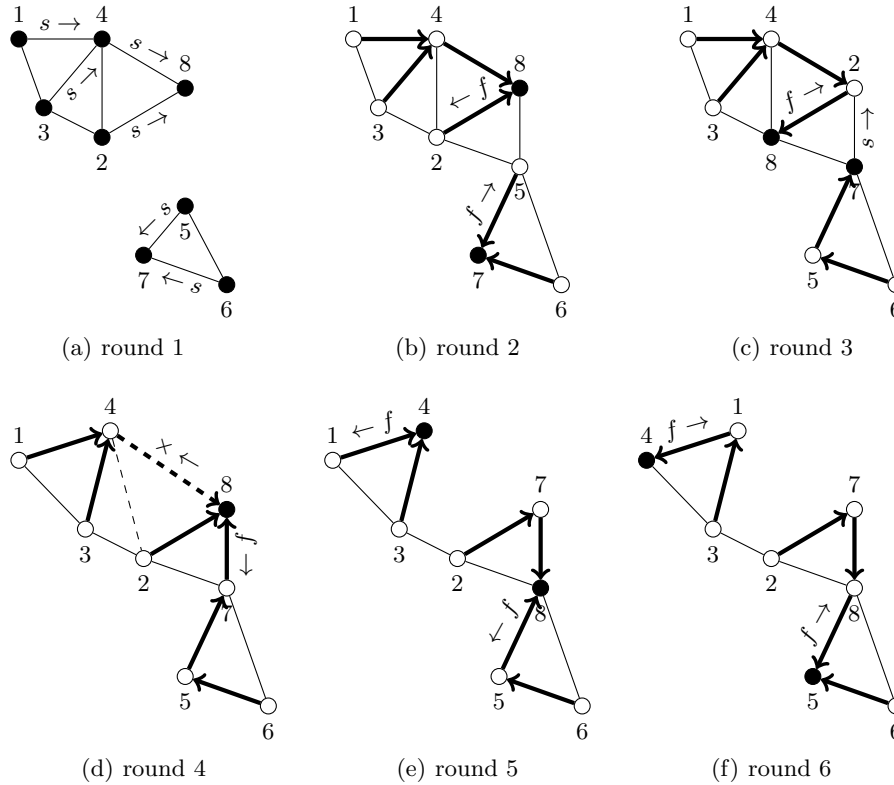 1 s → 4 s → 8
s →
3 2 s →
5 ← s
7 ← s 6
(a) round 1
1 4 8
← f
3 2 5
f →
7 6
(b) round 2
1 4 2
f → s →
3 8 7
5 6
(c) round 3
1 4 × ← 8
3 2 ← f
7
5 6
(d) round 4
1 ← f 4
7
3 2 8
← f
5 6
(e) round 5
4 f → 1
7
3 2 8
f →
5 6
(f) round 6